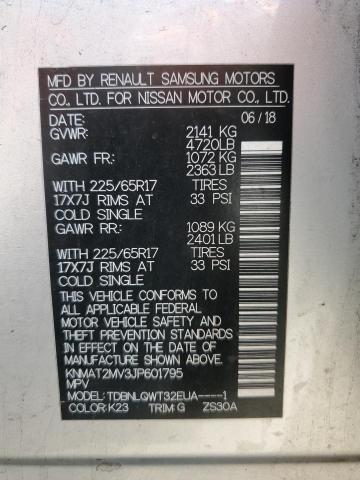 MFD BY RENAULT SAMSUNG MOTORS
CO., LTD. FOR NISSAN MOTOR CO., LTD.
DATE: 06/18
GVWR: 2141 KG
4720LB
GAWR FR: 1072 KG
2363 LB
WITH 225/65R17 TIRES
17X7J RIMS AT 33 PSI
COLD SINGLE
GAWR RR: 1089 KG
2401 LB
WITH 225/65R17 TIRES
17X7J RIMS AT 33 PSI
COLD SINGLE
THIS VEHICLE CONFORMS TO
ALL APPLICABLE FEDERAL
MOTOR VEHICLE SAFETY AND
THEFT PREVENTION STANDARDS
IN EFFECT ON THE DATE OF
MANUFACTURE SHOWN ABOVE.
KNMAT2MV3JP601795
MPV
MODEL: TDBNLQWT32EUA----1
COLOR: K23 TRIM: G ZS30A